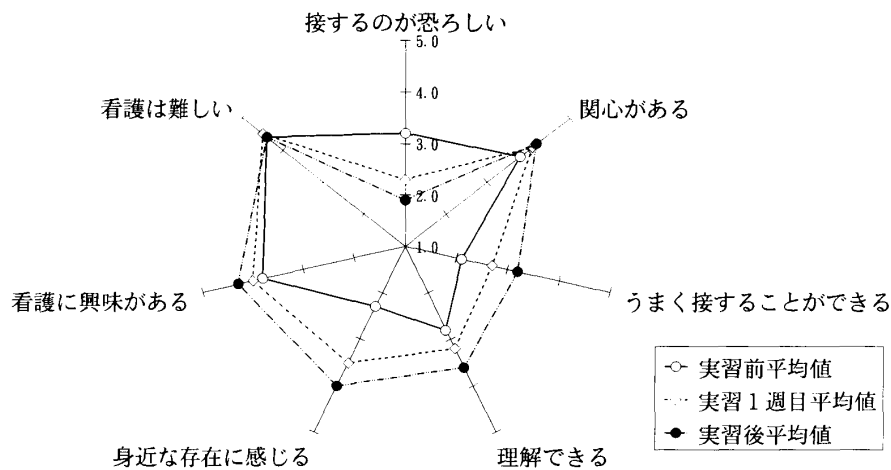 接するのが恐ろしい
5.0
4.0
3.0
2.0
1.0
看護は難しい
関心がある
看護に興味がある
うまく接することができる
身近な存在に感じる
理解できる
実習前平均値
実習1週目平均値
実習後平均値